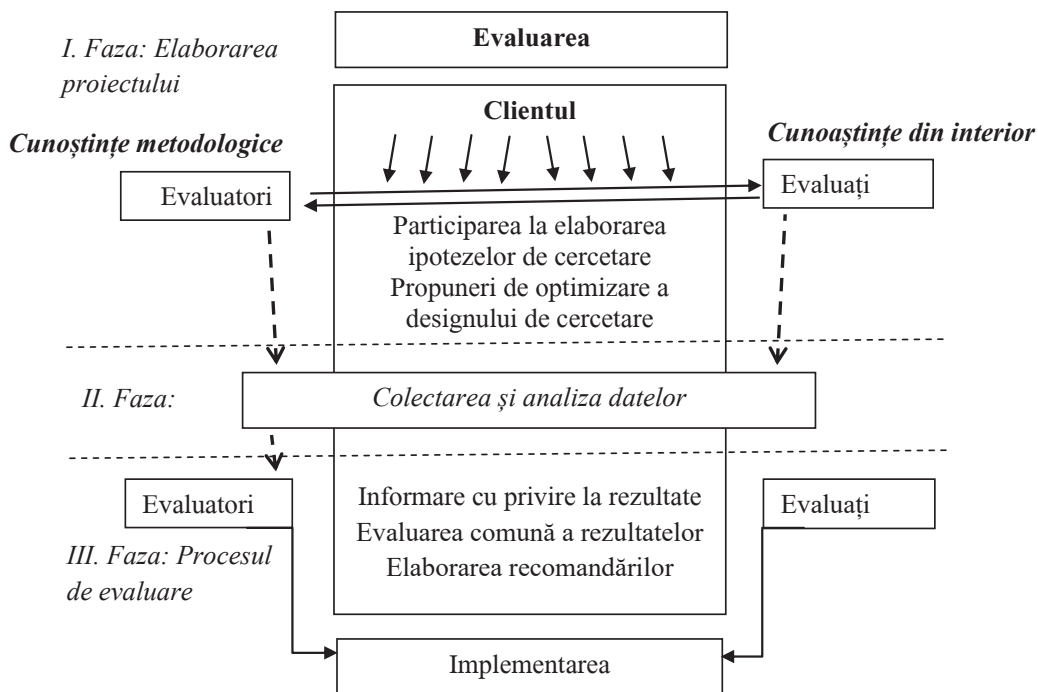 I. Faza: Elaborarea
proiectului
Evaluarea
Clientul
Cunoștințe metodologice
Cunoaștințe din interior
Evaluatori
Evaluați
Participarea la elaborarea
ipotezelor de cercetare
Propuneri de optimizare a
designului de cercetare
II. Faza:
Colectarea și analiza datelor
Evaluatori
Informare cu privire la rezultate
Evaluați
Evaluarea comună a rezultatelor
Elaborarea recomandărilor
III. Faza: Procesul
de evaluare
Implementarea